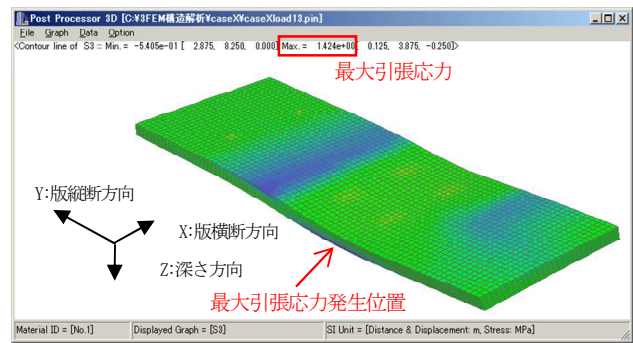 Post Processor 3D [C:¥3FEM構造解析¥caseX¥caseXload13.pin]
File Graph Data Option
<Contour line of S3 :: Min. = -5.405e-01 [ 2.875, 8.250, 0.000] Max. = 1.424e+00[ 0.125, 3.875, -0.250]>
最大引張応力
Y:版縦断方向
X:版横断方向
Z:深さ方向
最大引張応力発生位置
Material ID = [No.1] Displayed Graph = [S3] SI Unit = [Distance & Displacement: m, Stress: MPa]